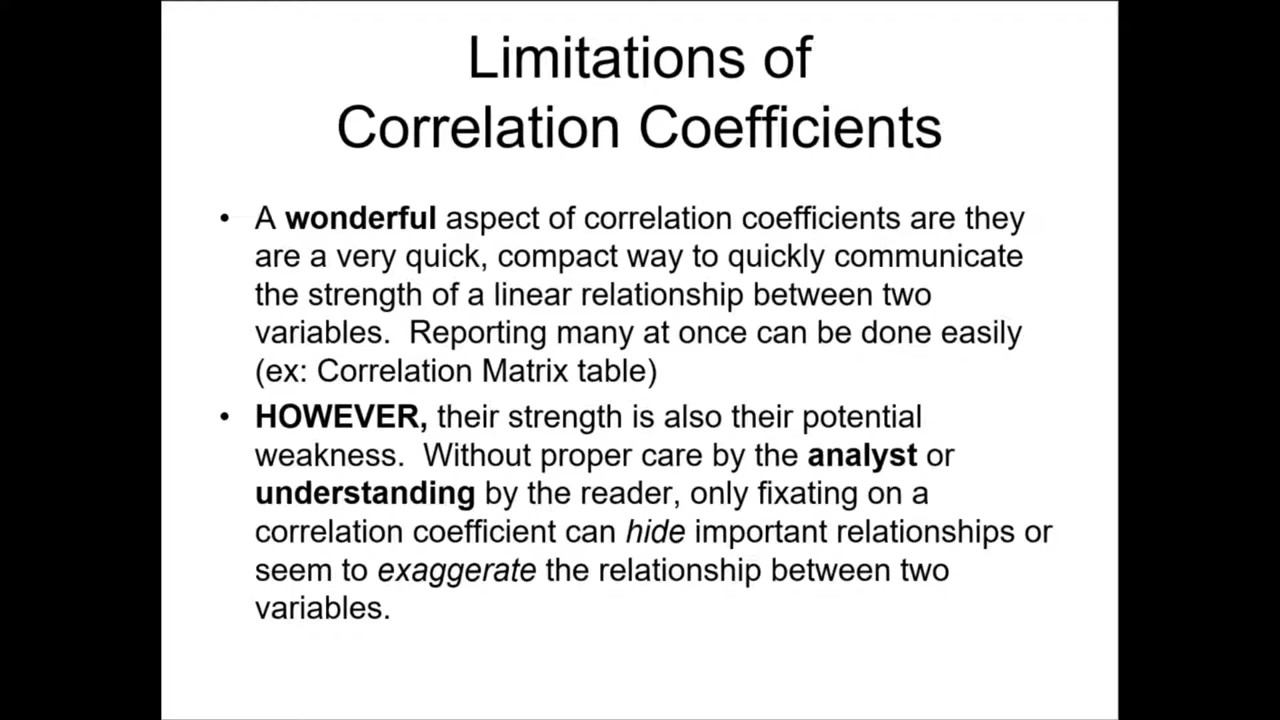 Limitations of
Correlation Coefficients
• A wonderful aspect of correlation coefficients are they
are a very quick, compact way to quickly communicate
the strength of a linear relationship between two
variables.  Reporting many at once can be done easily
(ex: Correlation Matrix table)
• HOWEVER, their strength is also their potential
weakness.  Without proper care by the analyst or
understanding by the reader, only fixating on a
correlation coefficient can hide important relationships or
seem to exaggerate the relationship between two
variables.